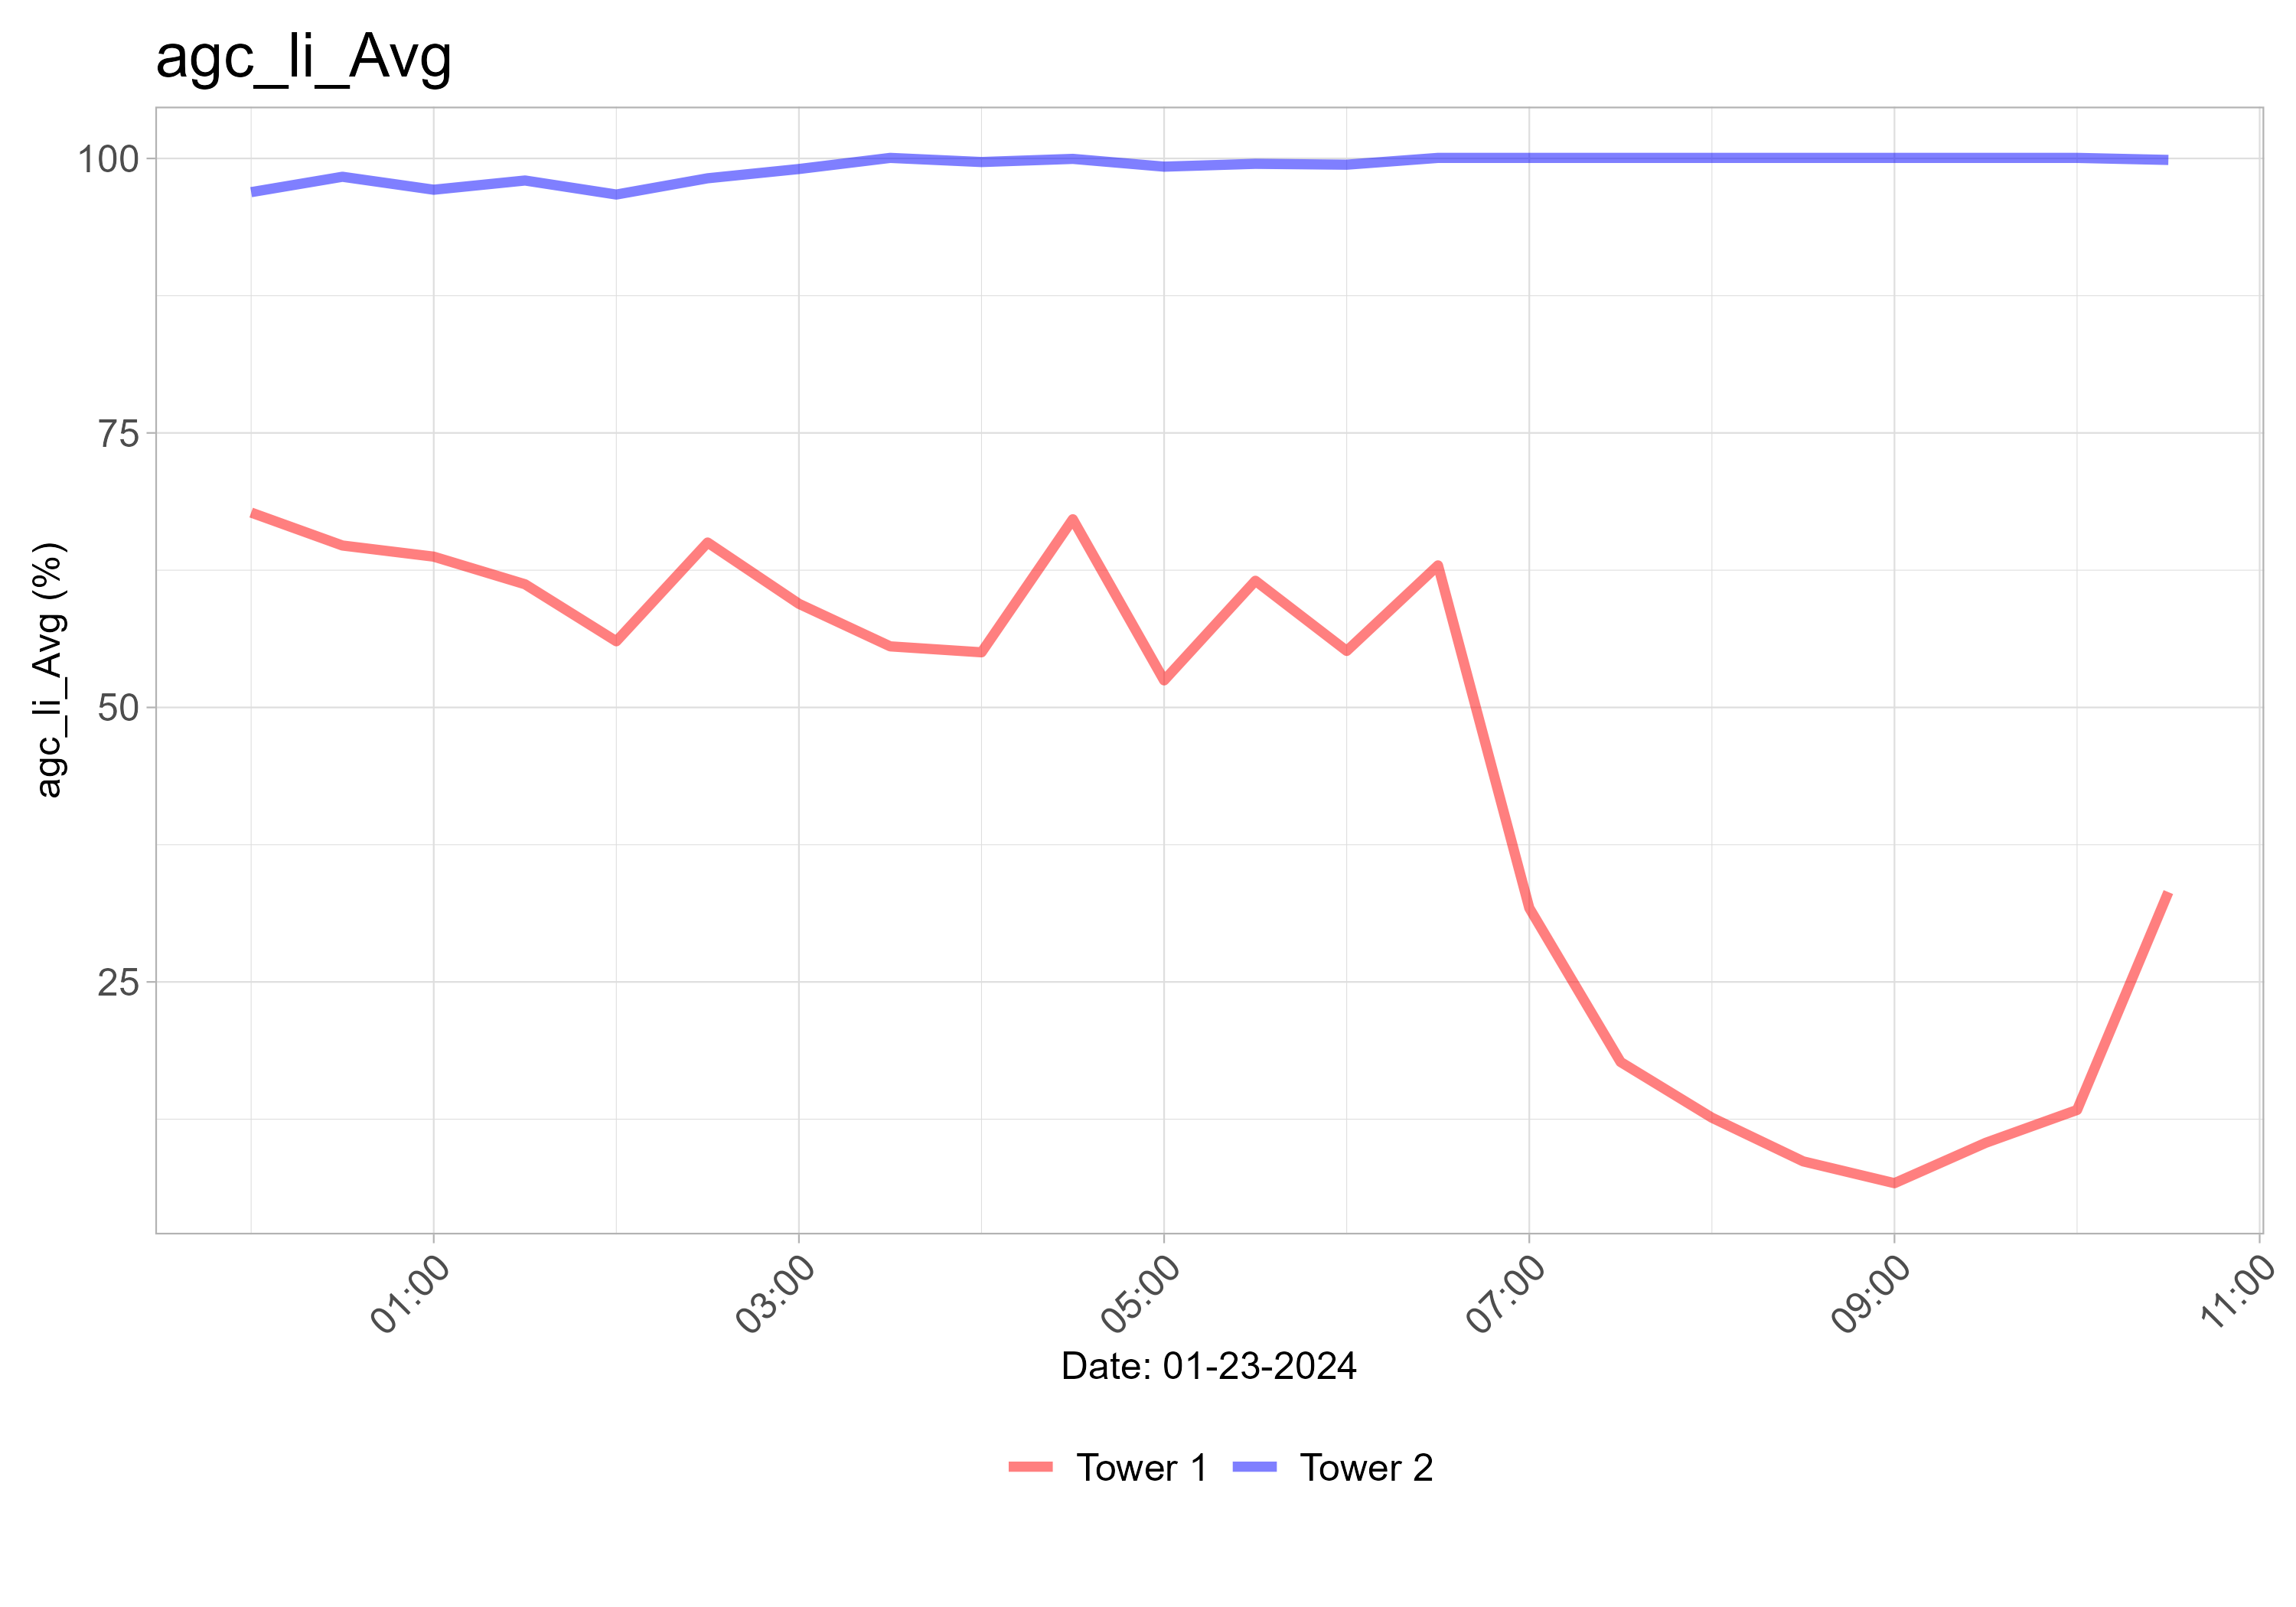 agc_li_Avg
agc_li_Avg (%)
100
75
50
25
01:00 03:00 05:00 07:00 09:00 11:00
Date: 01-23-2024
Tower 1 Tower 2